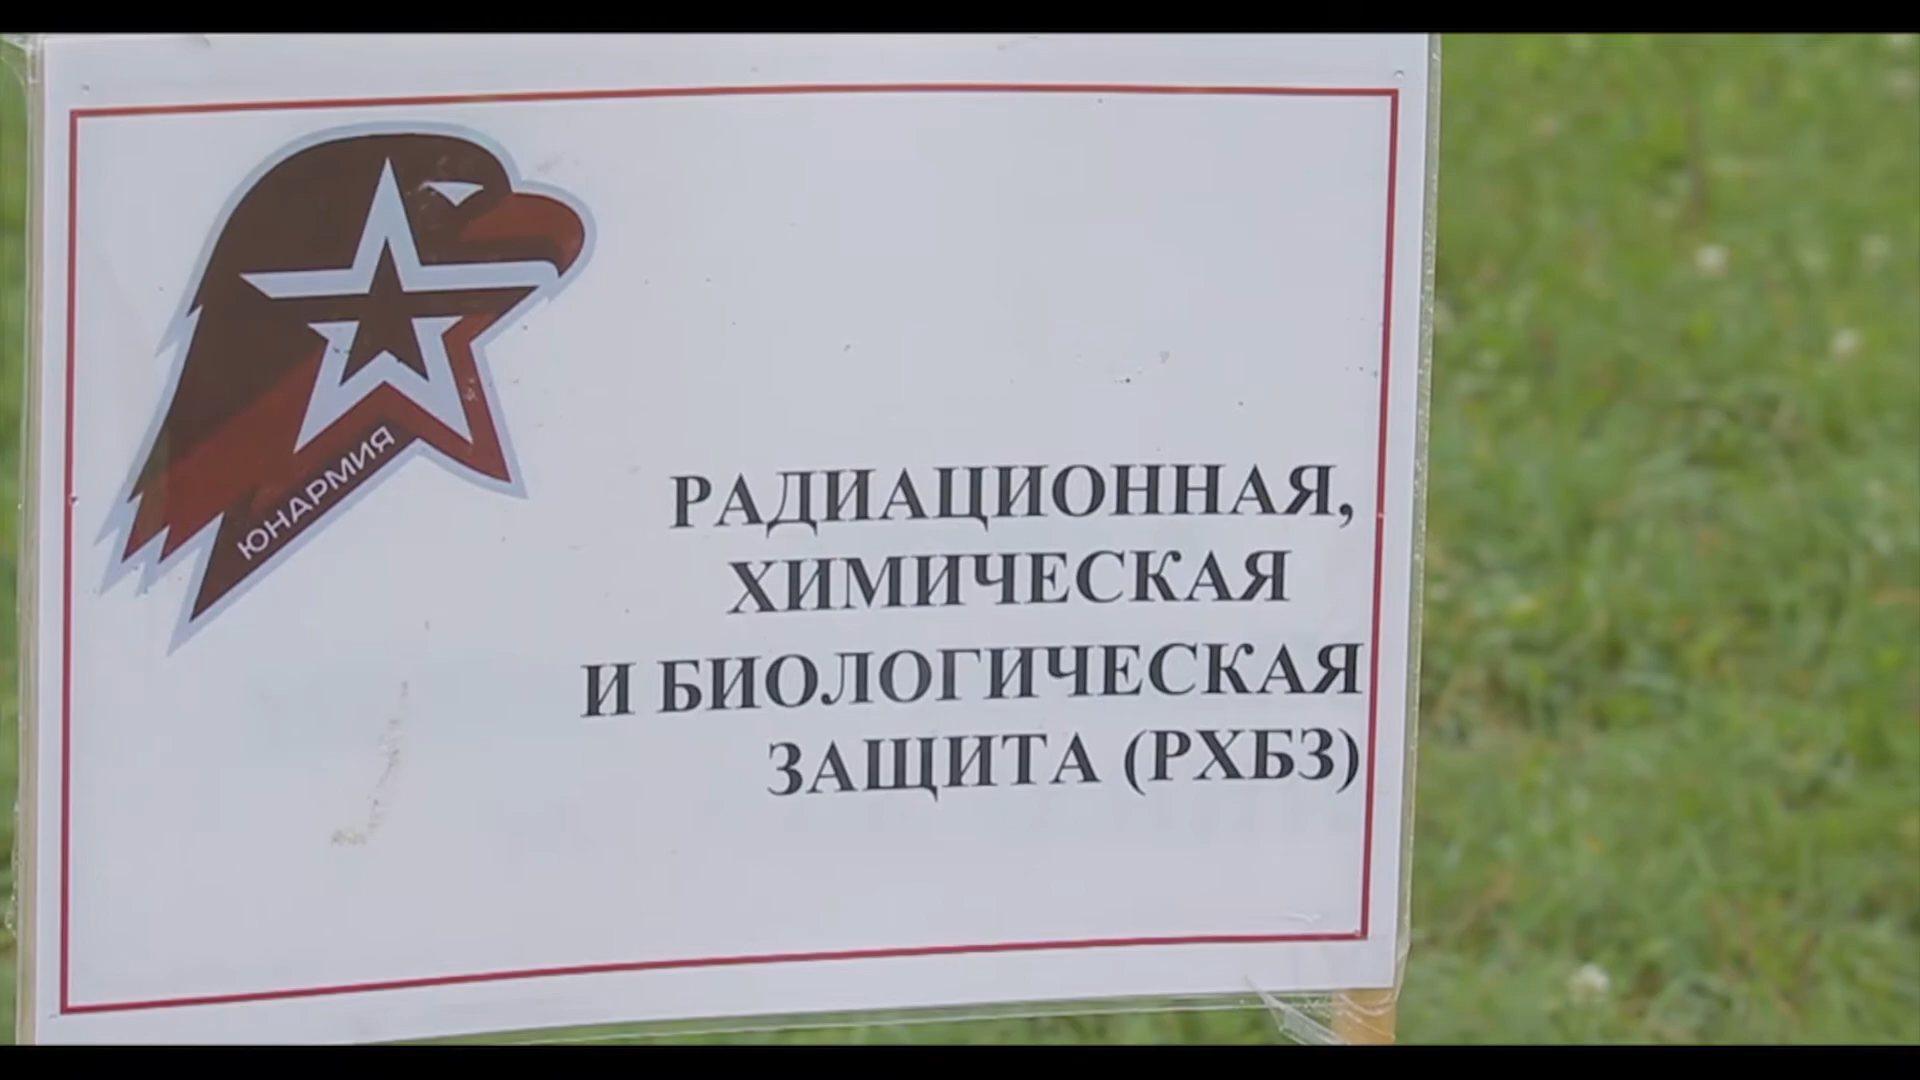 ЮНАРМИЯ
РАДИАЦИОННАЯ,
ХИМИЧЕСКАЯ
И БИОЛОГИЧЕСКАЯ
ЗАЩИТА (РХБЗ)